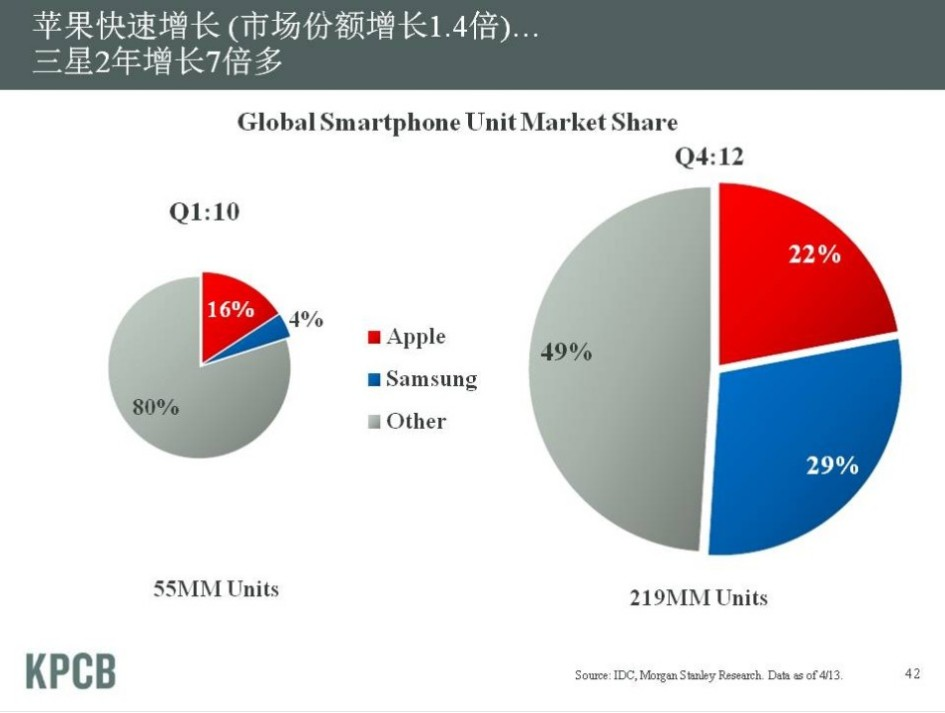 苹果快速增长 (市场份额增长1.4倍)…
三星2年增长7倍多
Global Smartphone Unit Market Share
Q4:12
Q1:10
22%
16%
4%
Apple
49%
Samsung
80%
Other
29%
55MM Units
219MM Units
KPCB
Source: IDC, Morgan Stanley Research. Data as of 4/13.
42